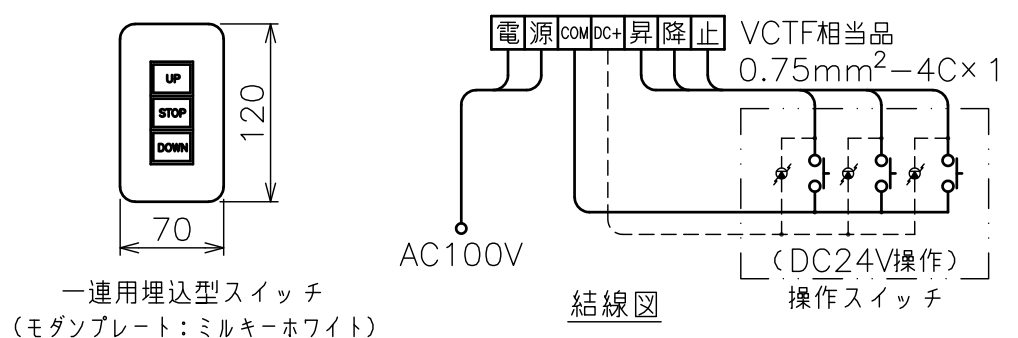 UP
STOP
DOWN
120
70
一連用埋込型スイッチ
(モダンプレート:ミルキーホワイト)
電 源 COM DC+ 昇 降 止
VCTF相当品
0.75mm²−4C×1
AC100V
(DC24V操作)
操作スイッチ
結線図